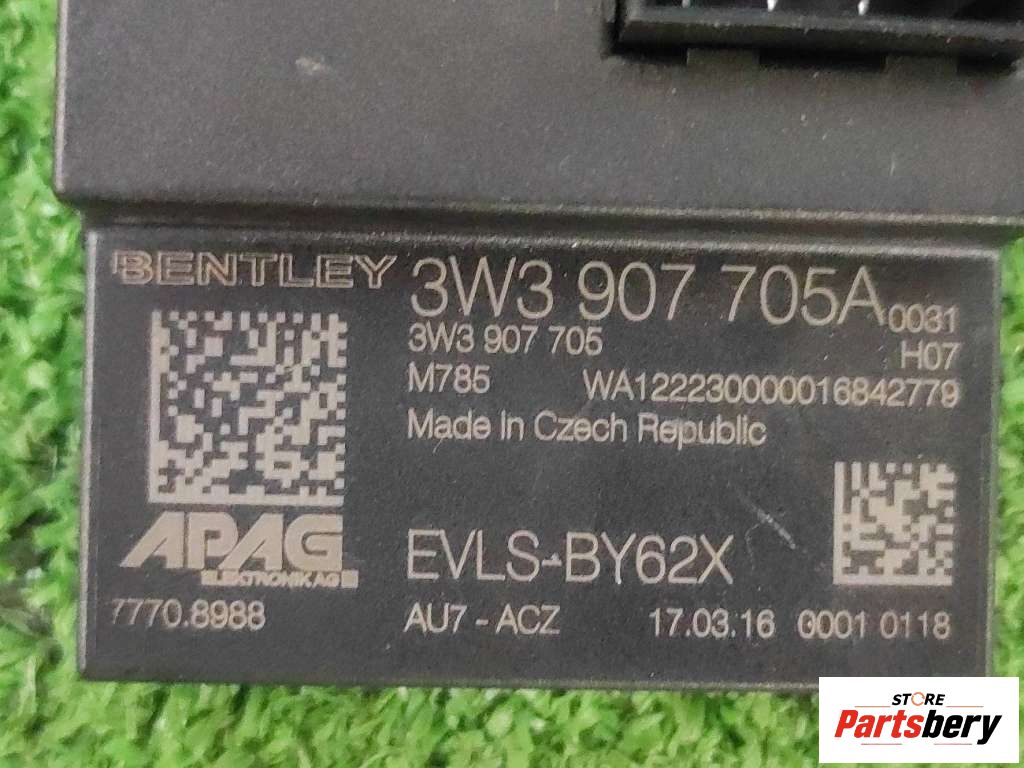 BENTLEY 3W3 907 705A 0031
3W3 907 705 H07
M785 WA122230000016842779
Made in Czech Republic
APAG
ELEKTRONIK AG
EVLS-BY62X
7770.8988 AU7 - ACZ 17.03.16 0001 0118
STORE
Partsbery